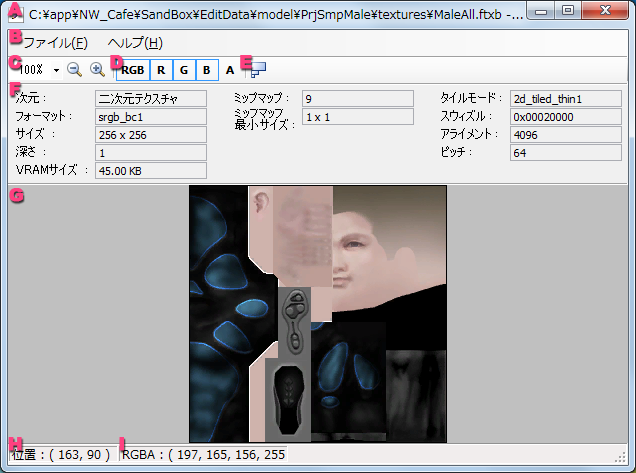 A C:¥app¥NW_Cafe¥SandBox¥EditData¥model¥PrjSmpMale¥textures¥MaleAll.ftxb -...
B ファイル(F) ヘルプ(H)
C 100% D RGB R G B A E
F
次元： 二次元テクスチャ ミップマップ： 9 タイルモード： 2d_tiled_thin1
フォーマット： srgb_bc1 ミップマップ 最小サイズ： 1 x 1 スウィズル： 0x00020000
サイズ： 256 x 256 アライメント： 4096
深さ： 1 ピッチ： 64
VRAMサイズ： 45.00 KB
G
H I
位置：( 163, 90 ) RGBA：( 197, 165, 156, 255